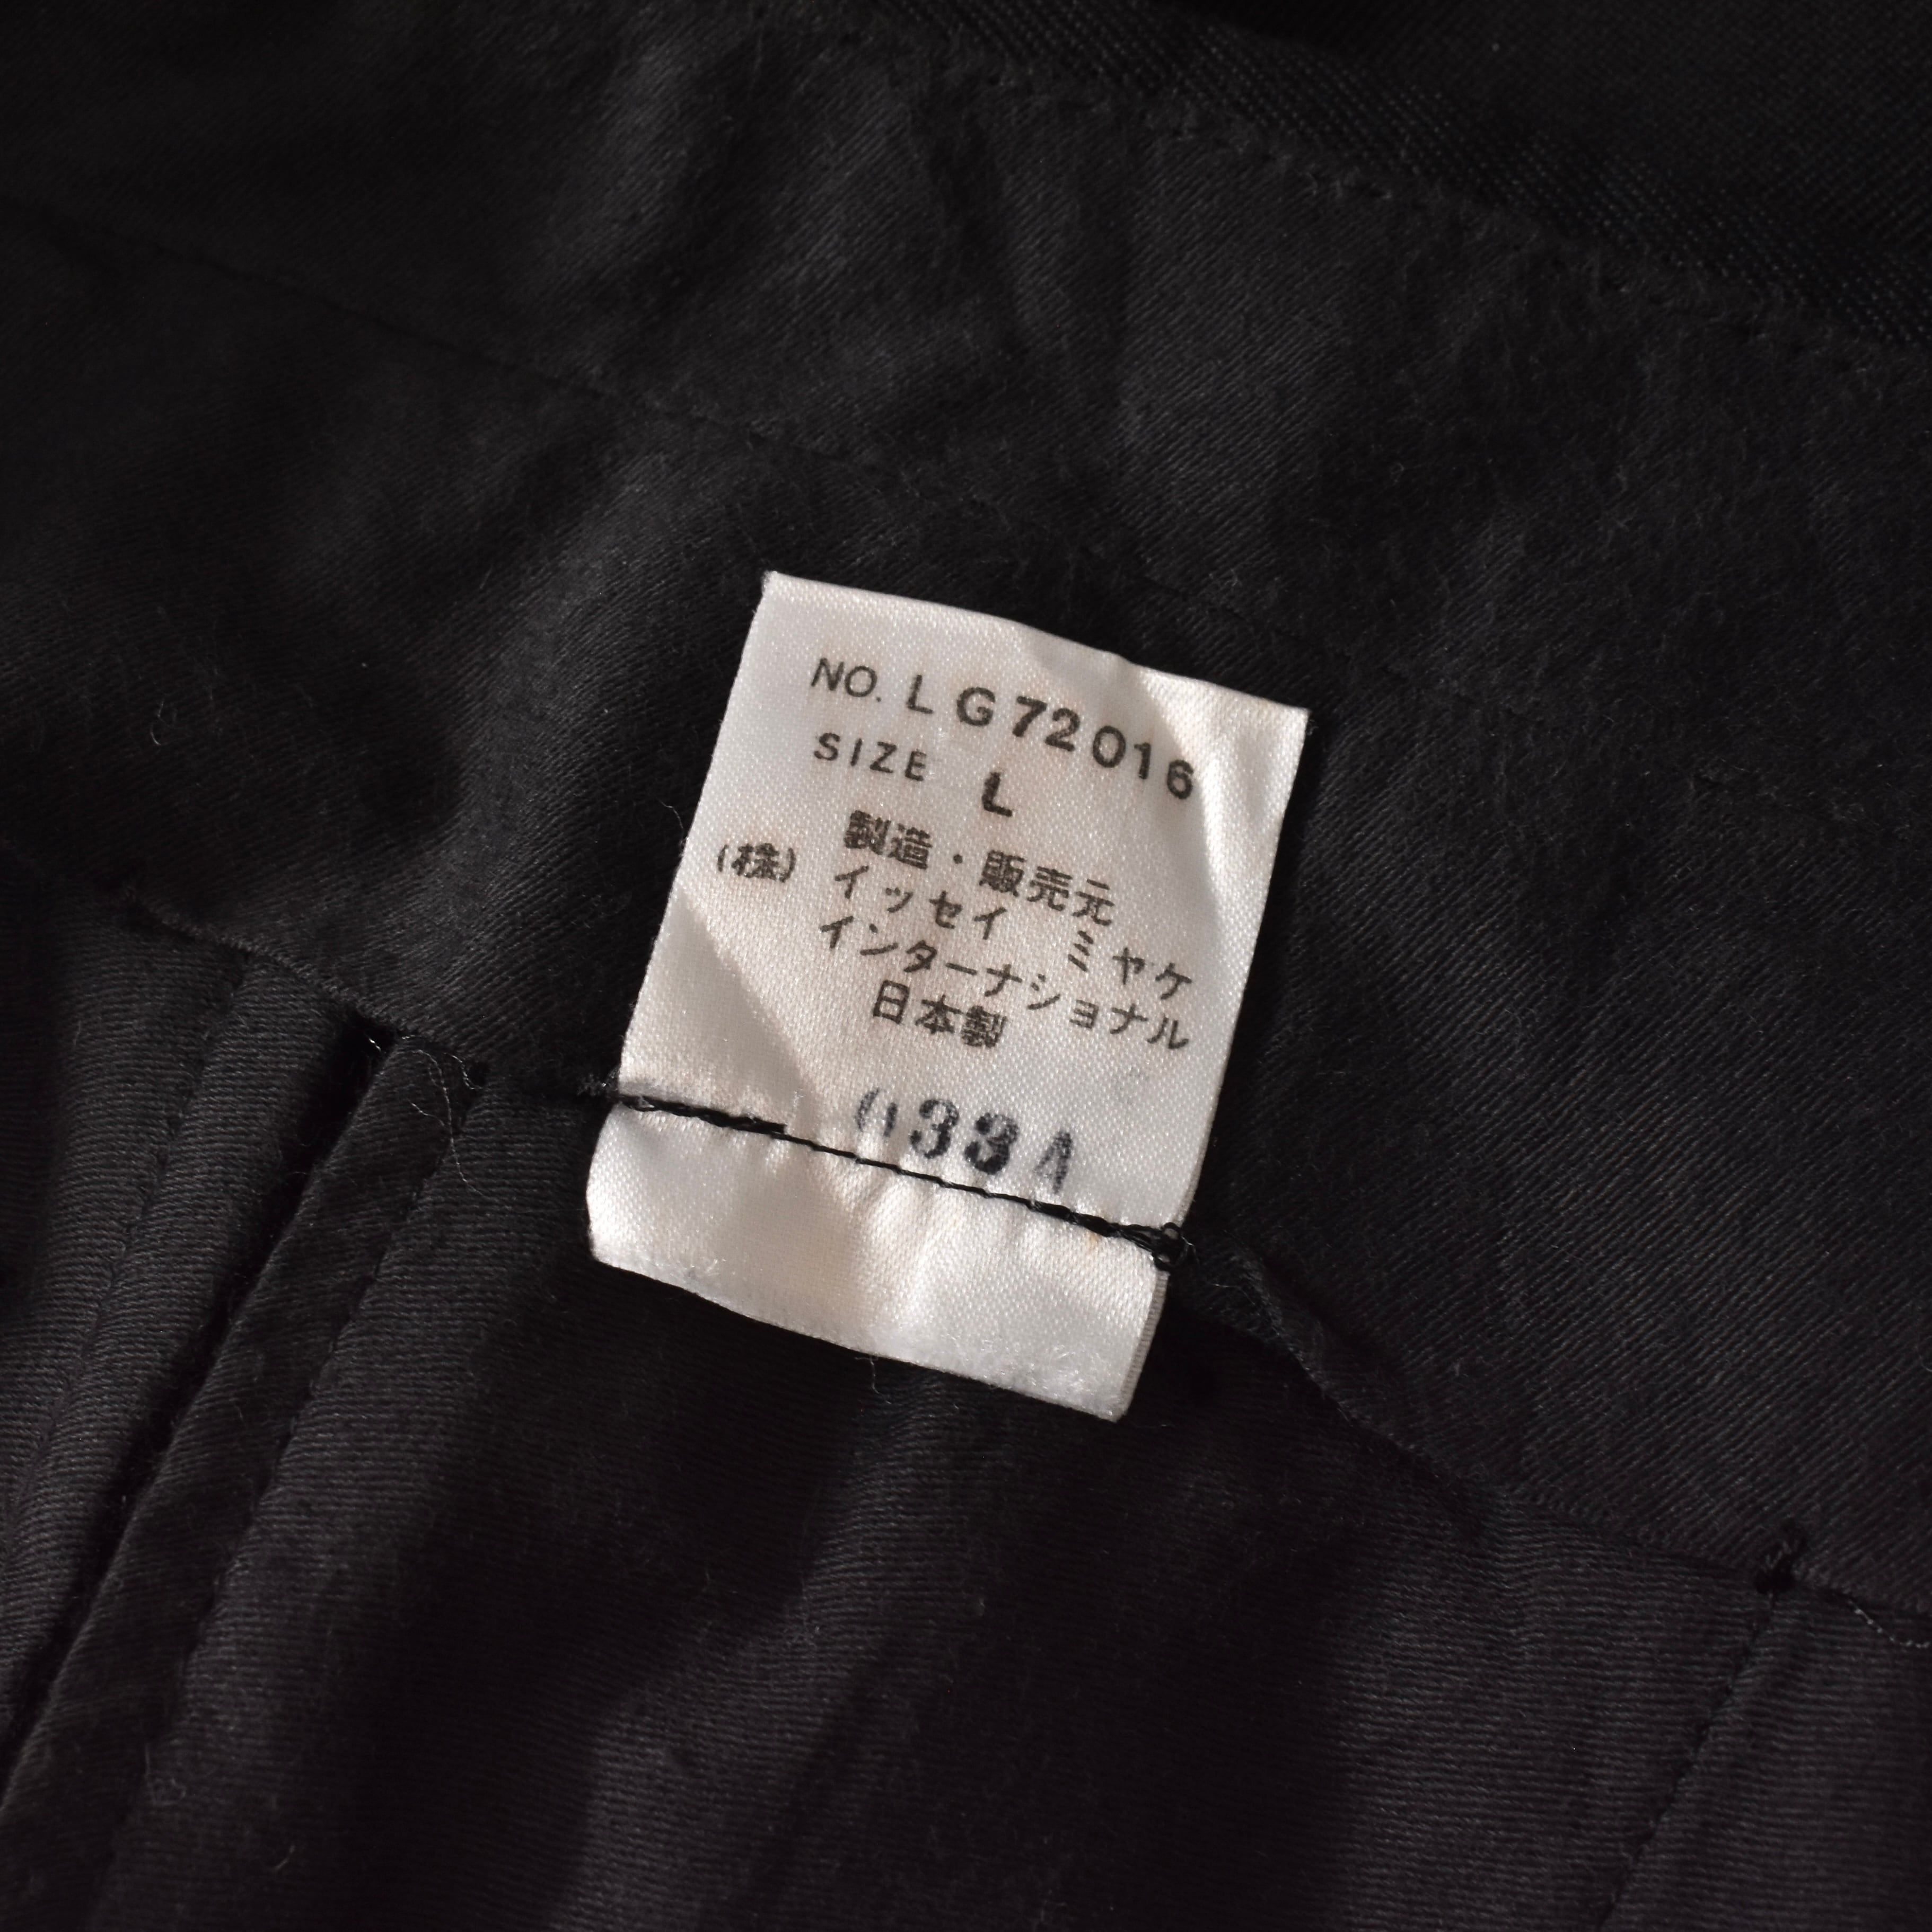 NO. LG72016
SIZE L
製造・販売元
(株) イッセイ ミヤケ
インターナショナル
日本製
0334